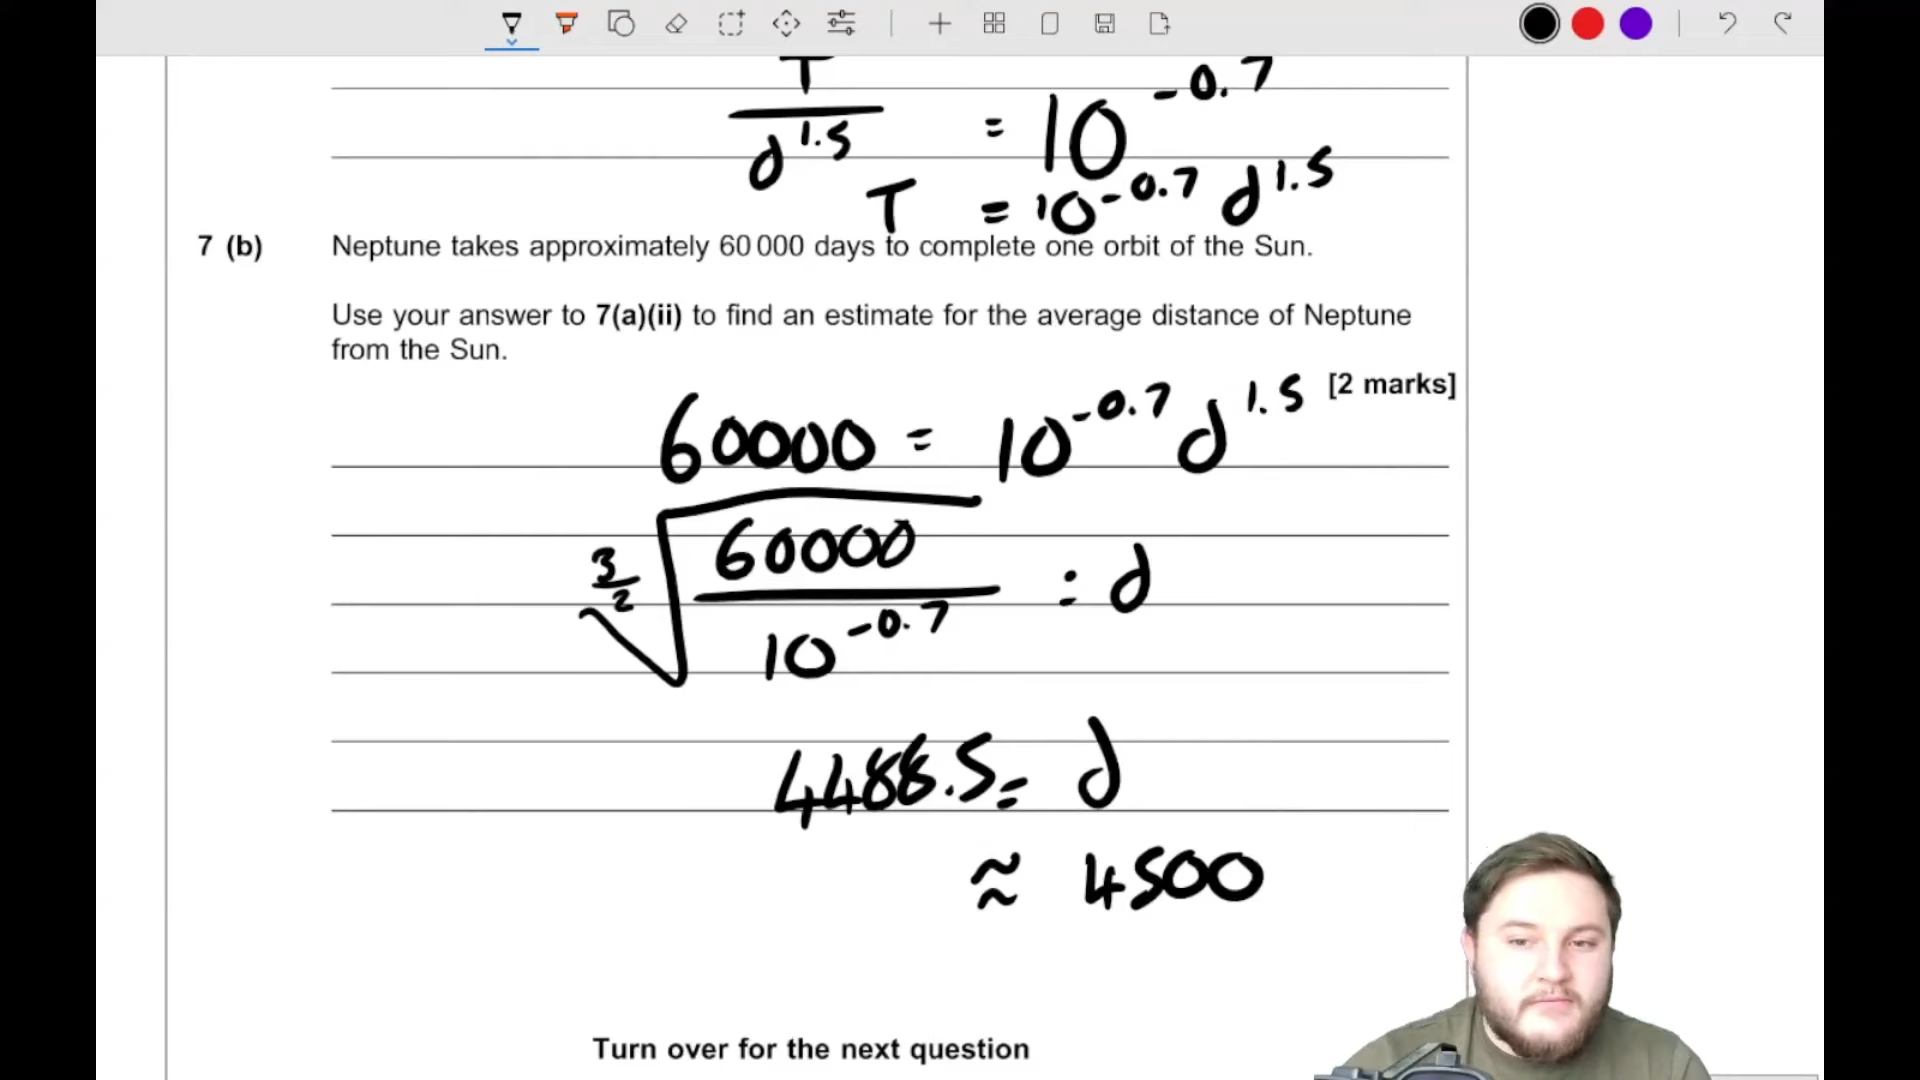 T
d^1.5 = 10^-0.7
T = 10^-0.7 d^1.5
7 (b) Neptune takes approximately 60 000 days to complete one orbit of the Sun.
Use your answer to 7(a)(ii) to find an estimate for the average distance of Neptune
from the Sun.
[2 marks]
60000 = 10^-0.7 d^1.5
3/2 √ 60000 / 10^-0.7 = d
4488.5 = d
≈ 4500
Turn over for the next question